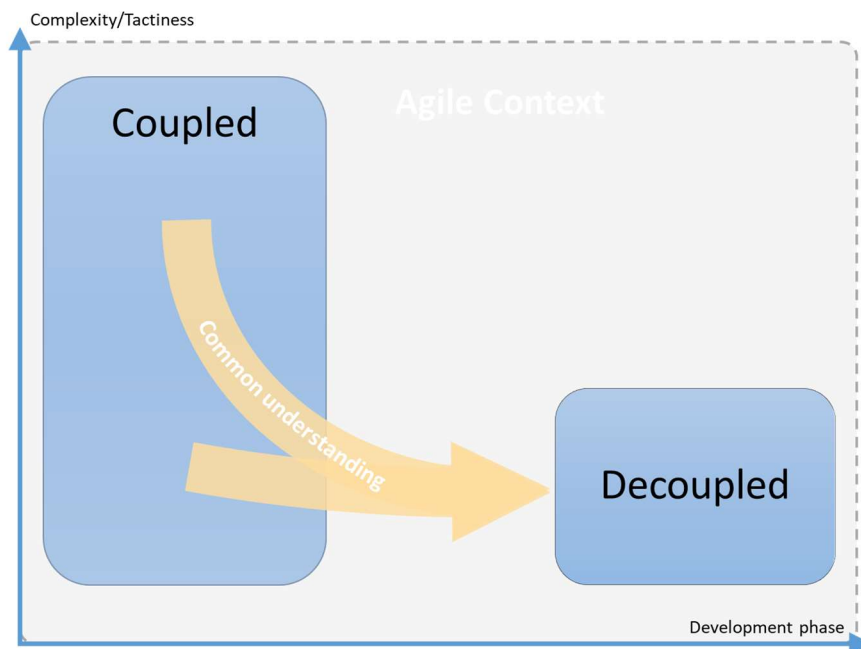 Complexity/Tactiness
Agile Context
Coupled
Common understanding
Decoupled
Development phase